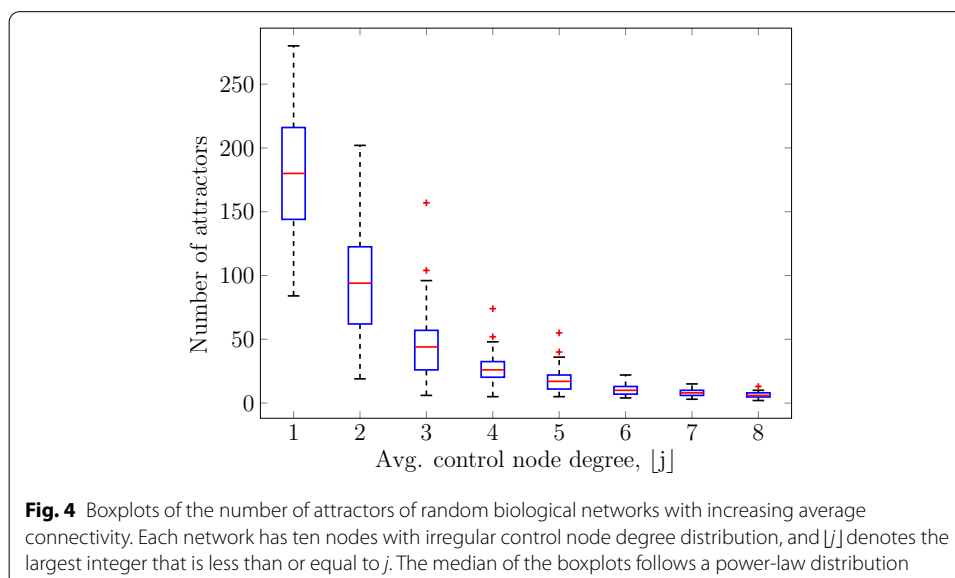 250
200
150
100
50
0
Number of attractors
1 2 3 4 5 6 7 8
Avg. control node degree, ⌊j⌋
Fig. 4 Boxplots of the number of attractors of random biological networks with increasing average
connectivity. Each network has ten nodes with irregular control node degree distribution, and ⌊j⌋ denotes the
largest integer that is less than or equal to j. The median of the boxplots follows a power-law distribution